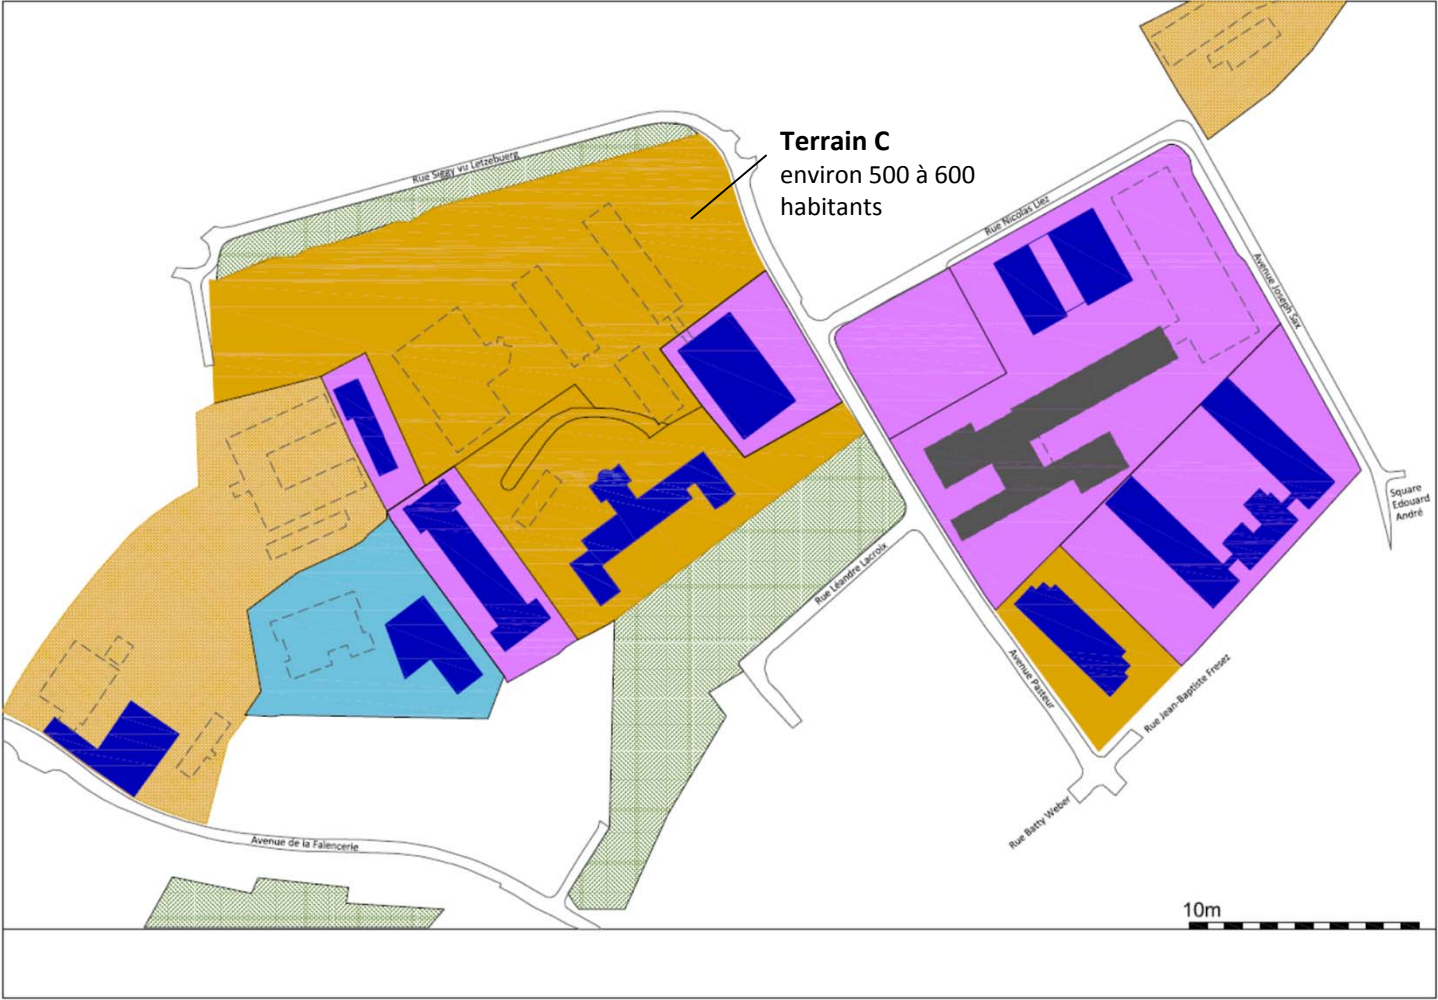 Terrain C
environ 500 à 600
habitants
Rue Siggy vu Letzebuerg
Rue Nicolas Liez
Avenue Joseph Sax
Square
Edouard
André
Rue Léandre Lacroix
Avenue Pasteur
Rue Jean-Baptiste Fresez
Rue Batty Weber
Avenue de la Faïencerie
10m